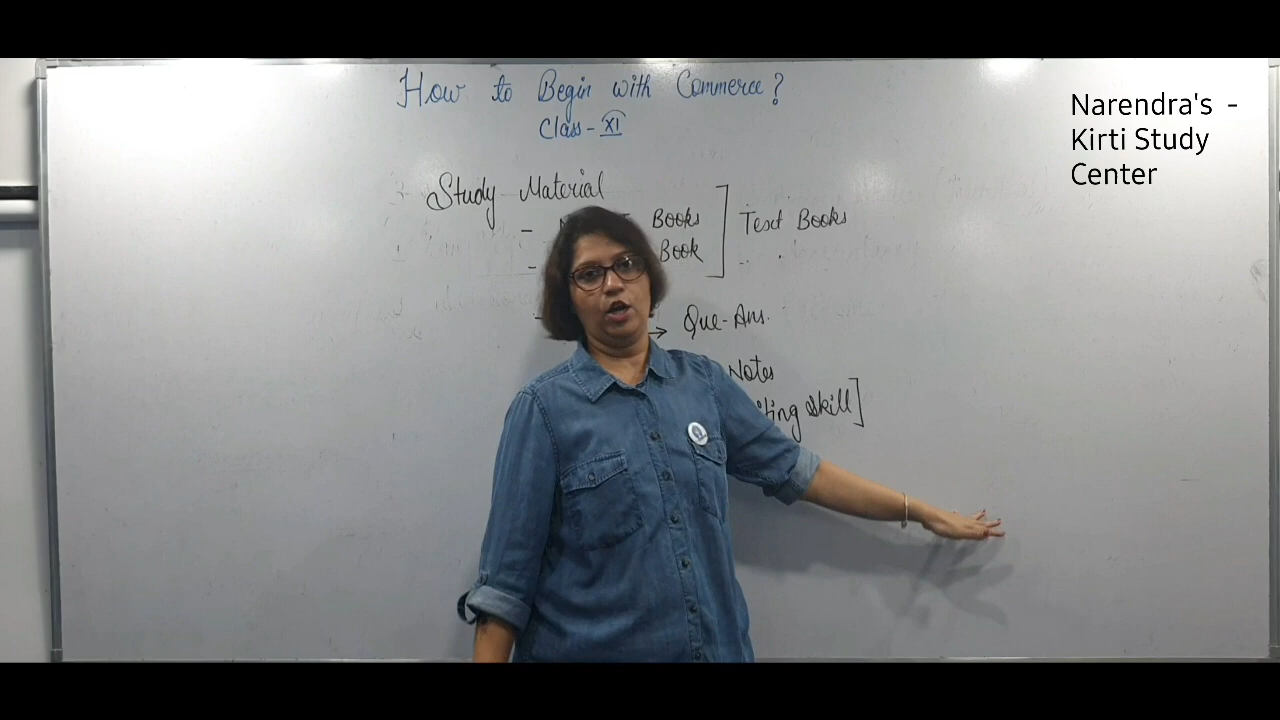 How to Begin with Commerce?
Class - XI
Narendra's -
Kirti Study
Center
Study Material
- Books
- Book
Text Books
→ Que-Ans.
Notes
Skill]